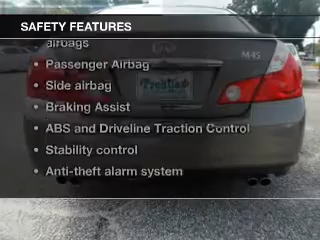 SAFETY FEATURES
airbags
• Passenger Airbag
• Side airbag
• Braking Assist
• ABS and Driveline Traction Control
• Stability control
• Anti-theft alarm system
M45